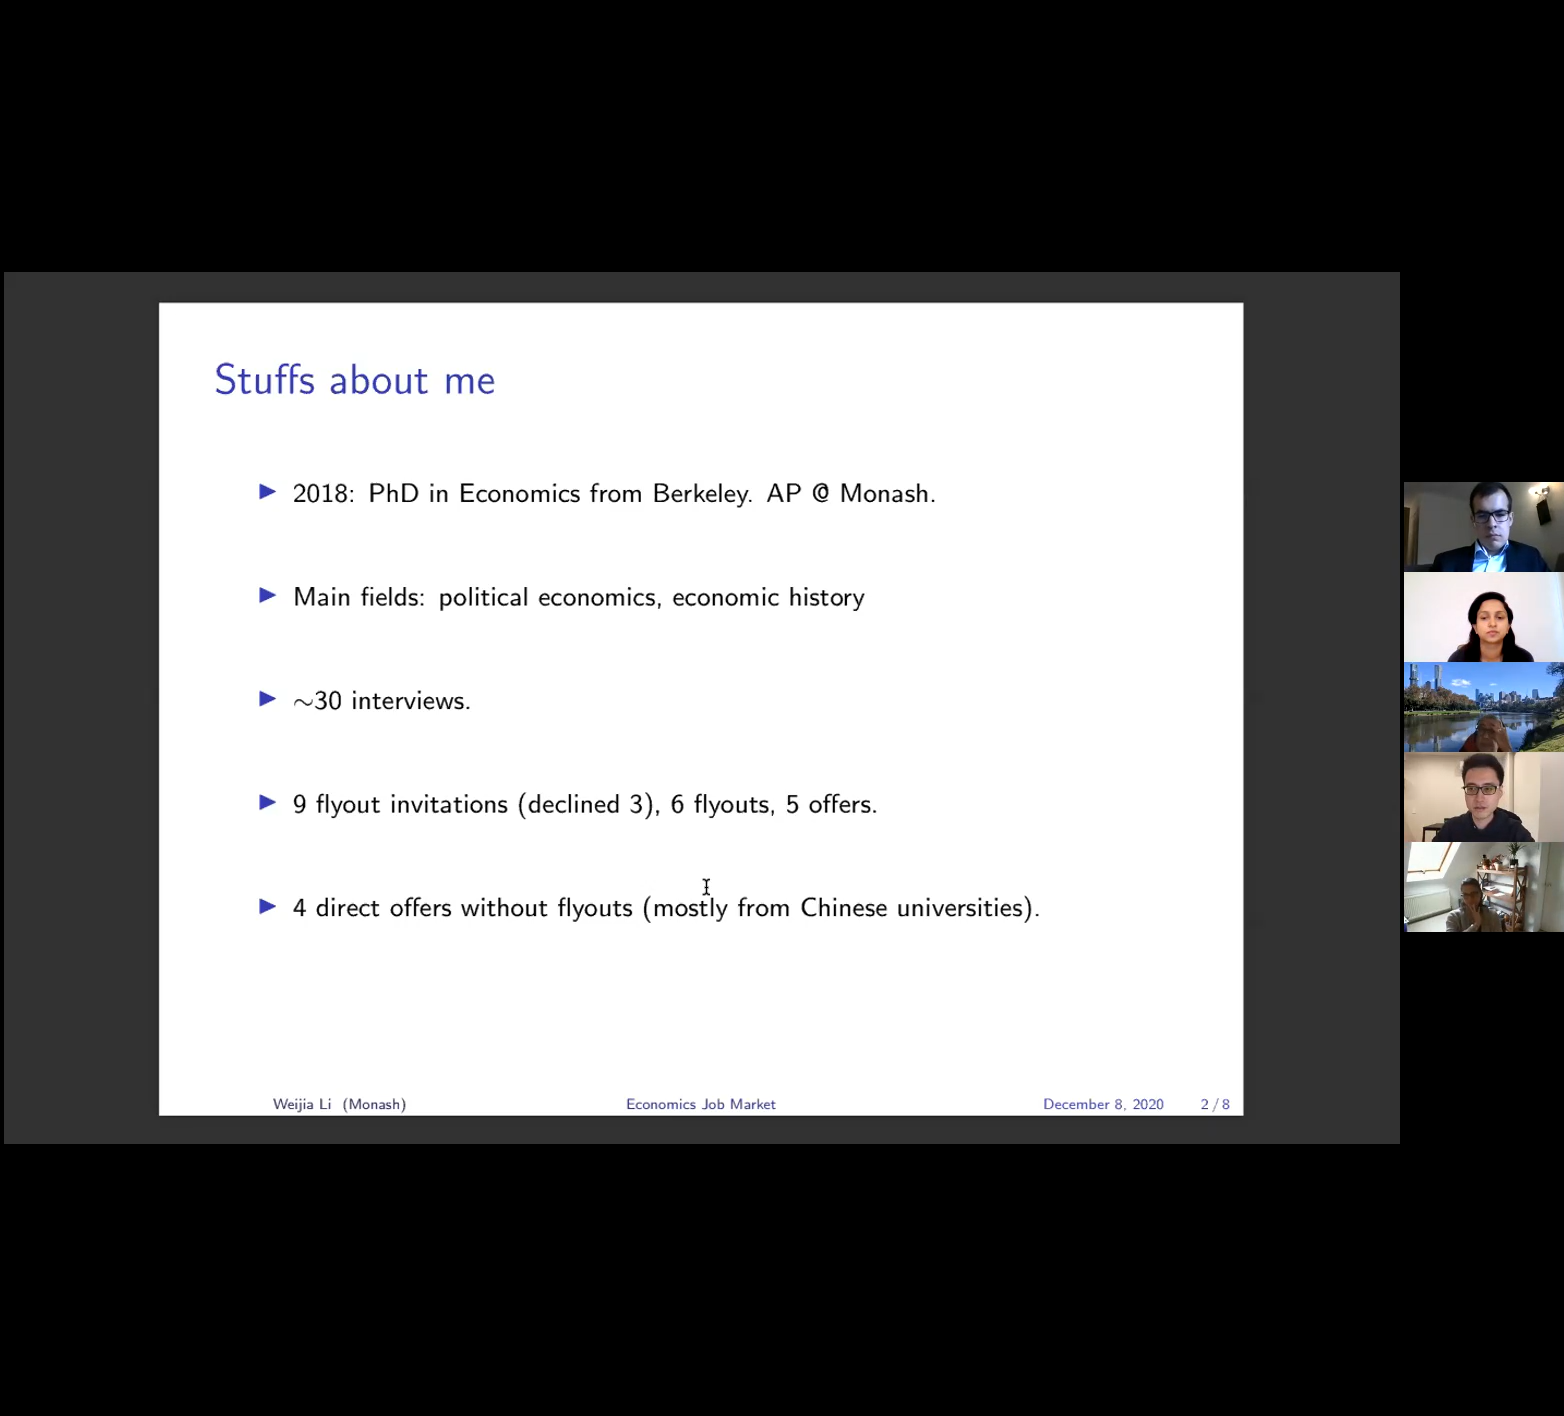 Stuffs about me
▶ 2018: PhD in Economics from Berkeley. AP @ Monash.
▶ Main fields: political economics, economic history
▶ ∼30 interviews.
▶ 9 flyout invitations (declined 3), 6 flyouts, 5 offers.
▶ 4 direct offers without flyouts (mostly from Chinese universities).
Weijia Li (Monash) Economics Job Market December 8, 2020 2 / 8